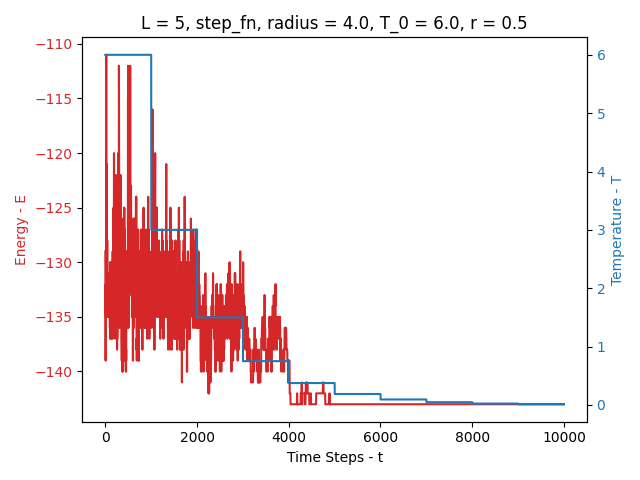 L = 5, step_fn, radius = 4.0, T_0 = 6.0, r = 0.5
−110
−115
−120
−125
−130
−135
−140
Energy - E
6
5
4
3
2
1
0
Temperature - T
0 2000 4000 6000 8000 10000
Time Steps - t